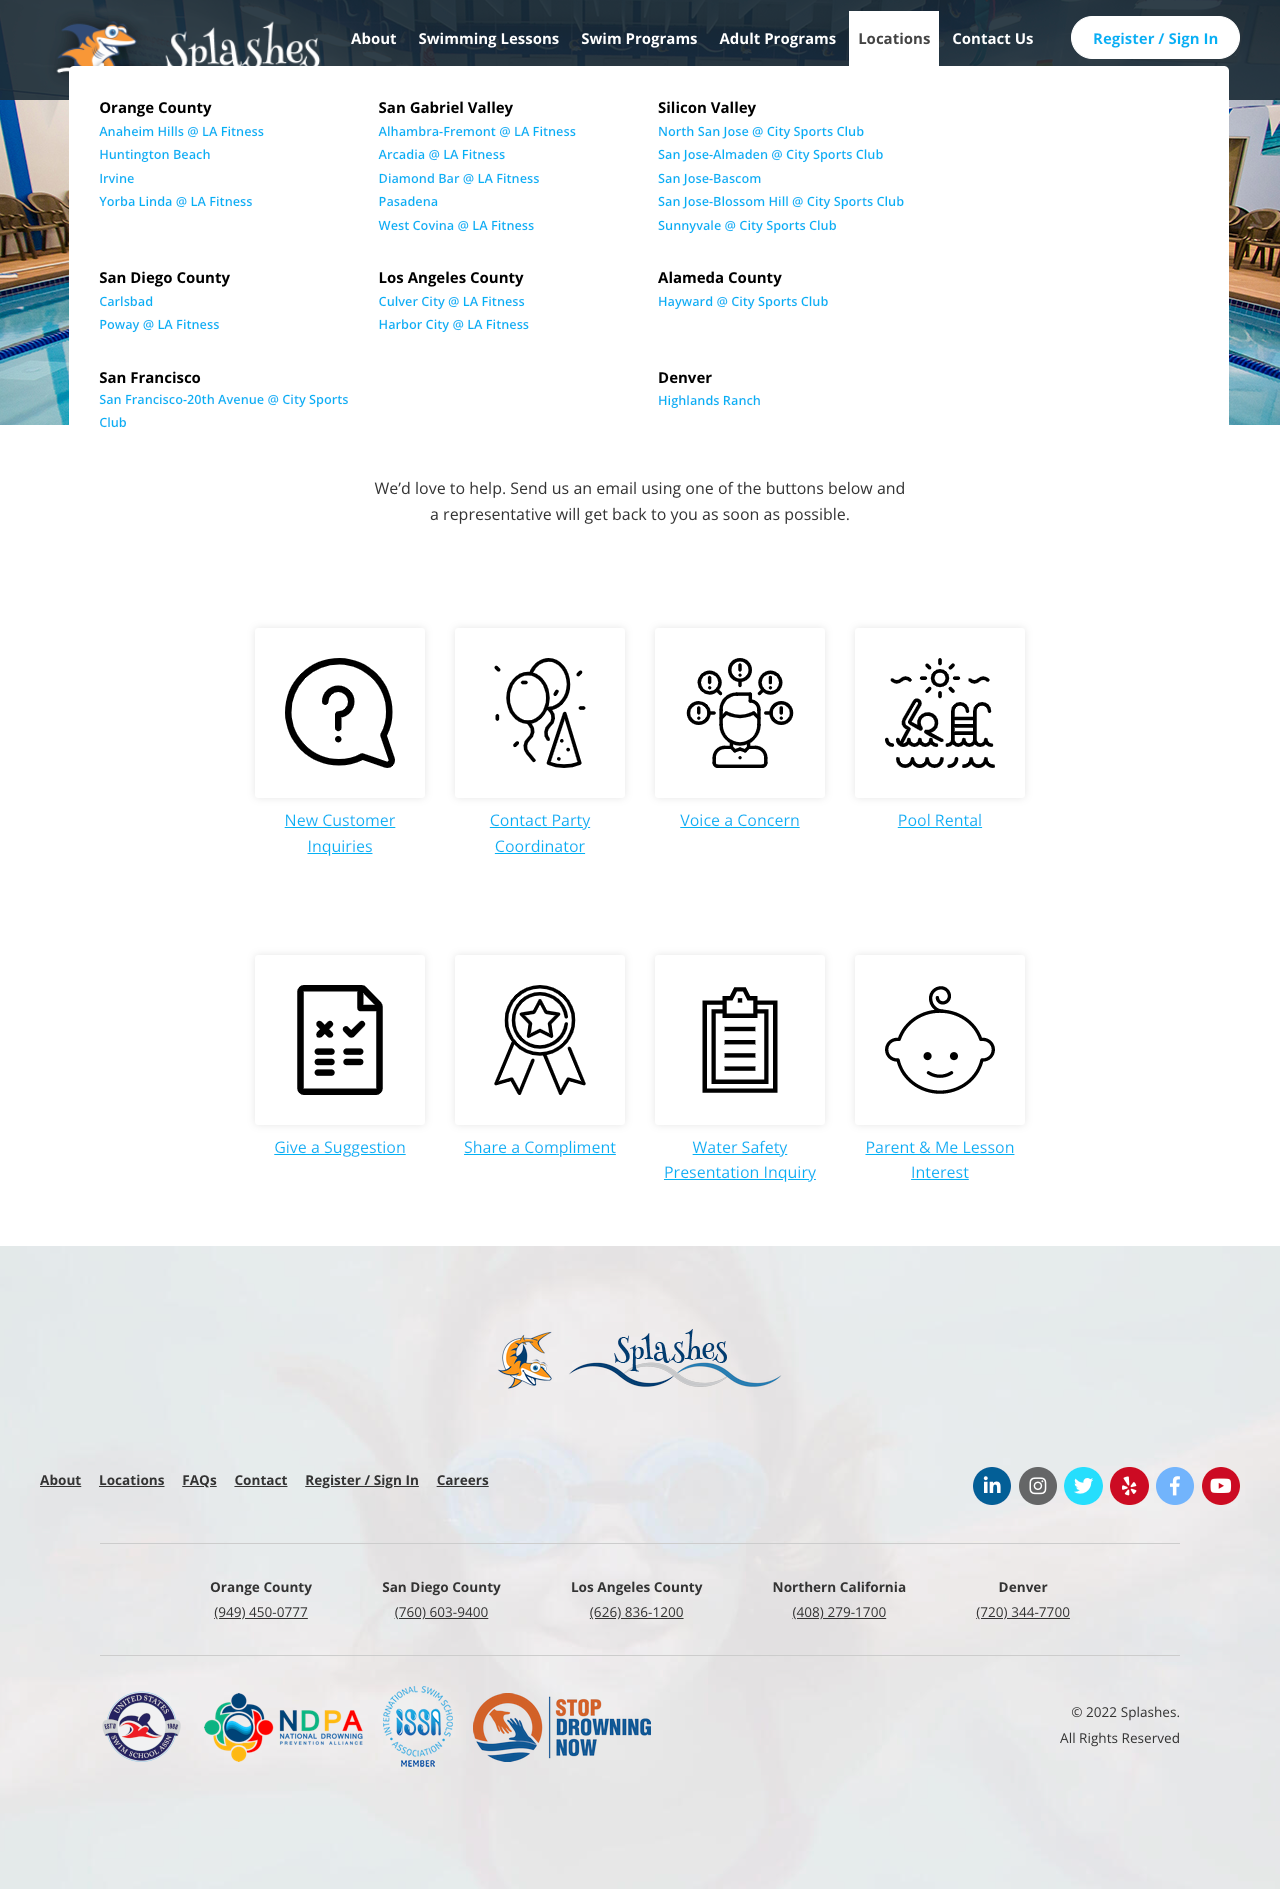 Splashes
About
Swimming Lessons
Swim Programs
Adult Programs
Locations
Contact Us
Register / Sign In
Orange County
Anaheim Hills @ LA Fitness
Huntington Beach
Irvine
Yorba Linda @ LA Fitness
San Gabriel Valley
Alhambra-Fremont @ LA Fitness
Arcadia @ LA Fitness
Diamond Bar @ LA Fitness
Pasadena
West Covina @ LA Fitness
Silicon Valley
North San Jose @ City Sports Club
San Jose-Almaden @ City Sports Club
San Jose-Bascom
San Jose-Blossom Hill @ City Sports Club
Sunnyvale @ City Sports Club
San Diego County
Carlsbad
Poway @ LA Fitness
Los Angeles County
Culver City @ LA Fitness
Harbor City @ LA Fitness
Alameda County
Hayward @ City Sports Club
San Francisco
San Francisco-20th Avenue @ City Sports
Club
Denver
Highlands Ranch
We’d love to help. Send us an email using one of the buttons below and
a representative will get back to you as soon as possible.
New Customer
Inquiries
Contact Party
Coordinator
Voice a Concern
Pool Rental
Give a Suggestion
Share a Compliment
Water Safety
Presentation Inquiry
Parent & Me Lesson
Interest
Splashes
About
Locations
FAQs
Contact
Register / Sign In
Careers
Orange County
(949) 450-0777
San Diego County
(760) 603-9400
Los Angeles County
(626) 836-1200
Northern California
(408) 279-1700
Denver
(720) 344-7700
UNITED STATES
ESTD 1988
SWIM SCHOOL ASSN
NDPA
NATIONAL DROWNING
PREVENTION ALLIANCE
INTERNATIONAL SWIM SCHOOLS
ISSA
ASSOCIATION
MEMBER
STOP
DROWNING
NOW
© 2022 Splashes.
All Rights Reserved